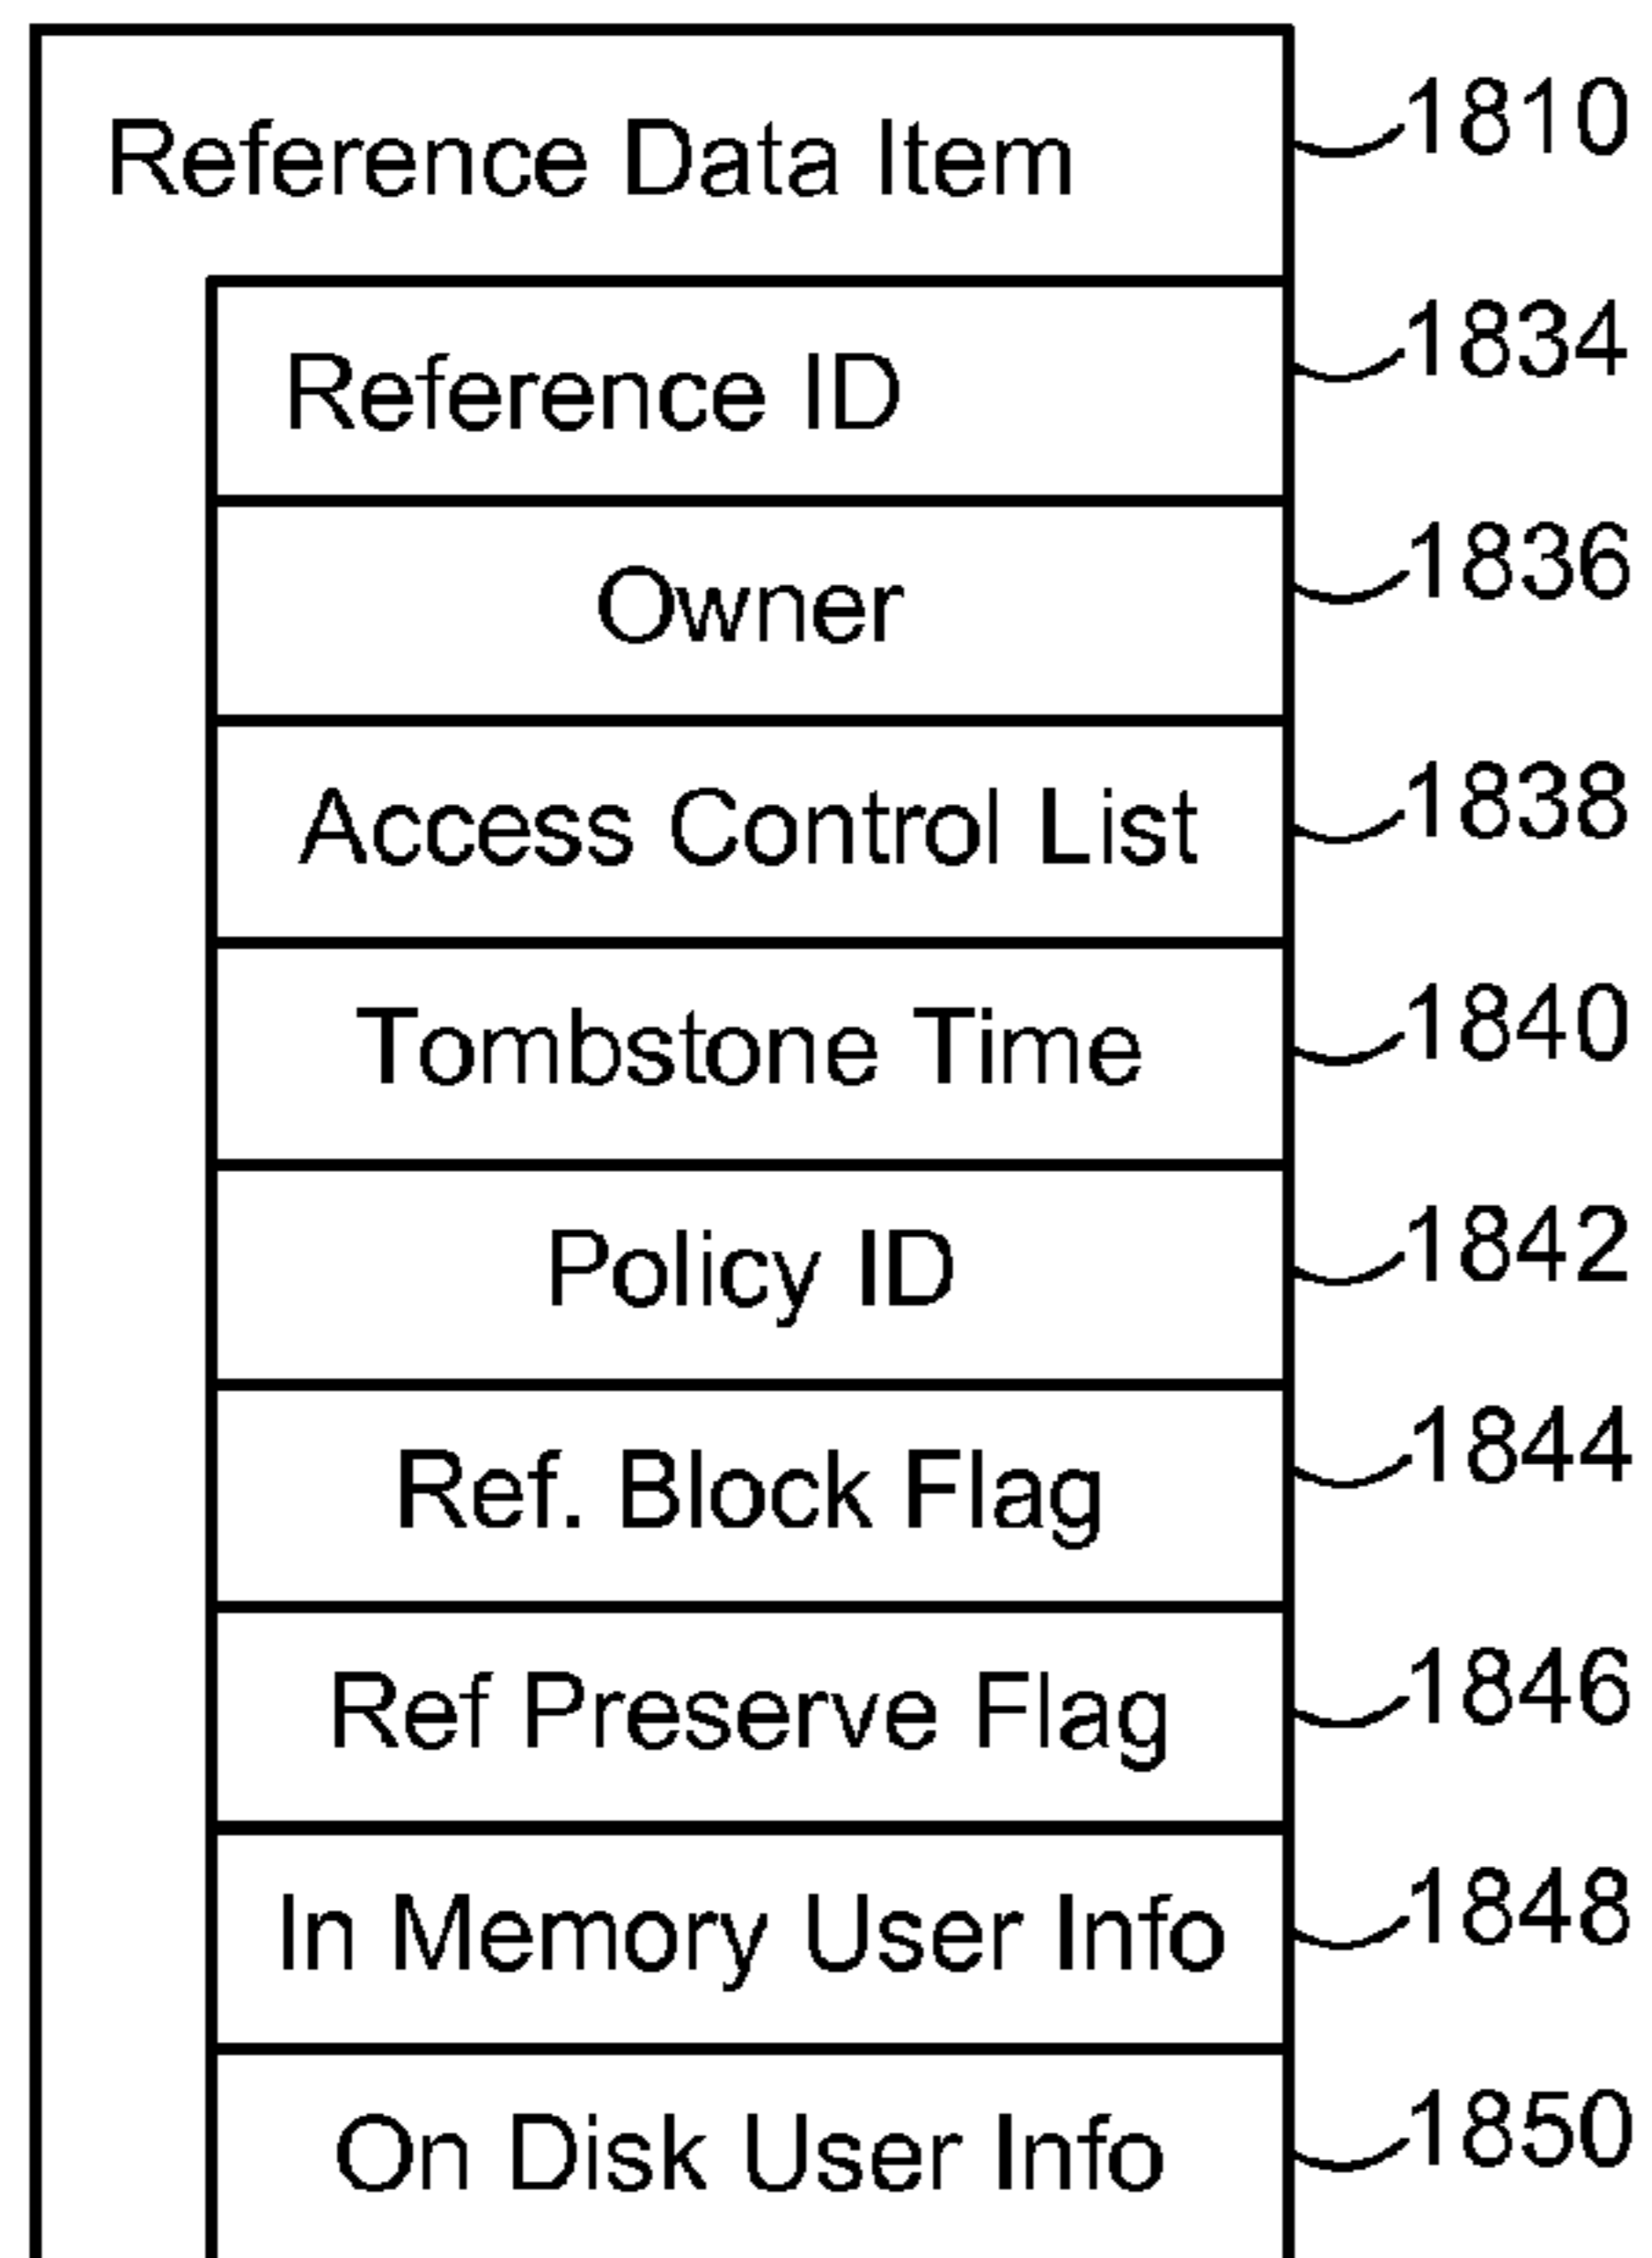 Reference Data Item 1810
Reference ID 1834
Owner 1836
Access Control List 1838
Tombstone Time 1840
Policy ID 1842
Ref. Block Flag 1844
Ref Preserve Flag 1846
In Memory User Info 1848
On Disk User Info 1850